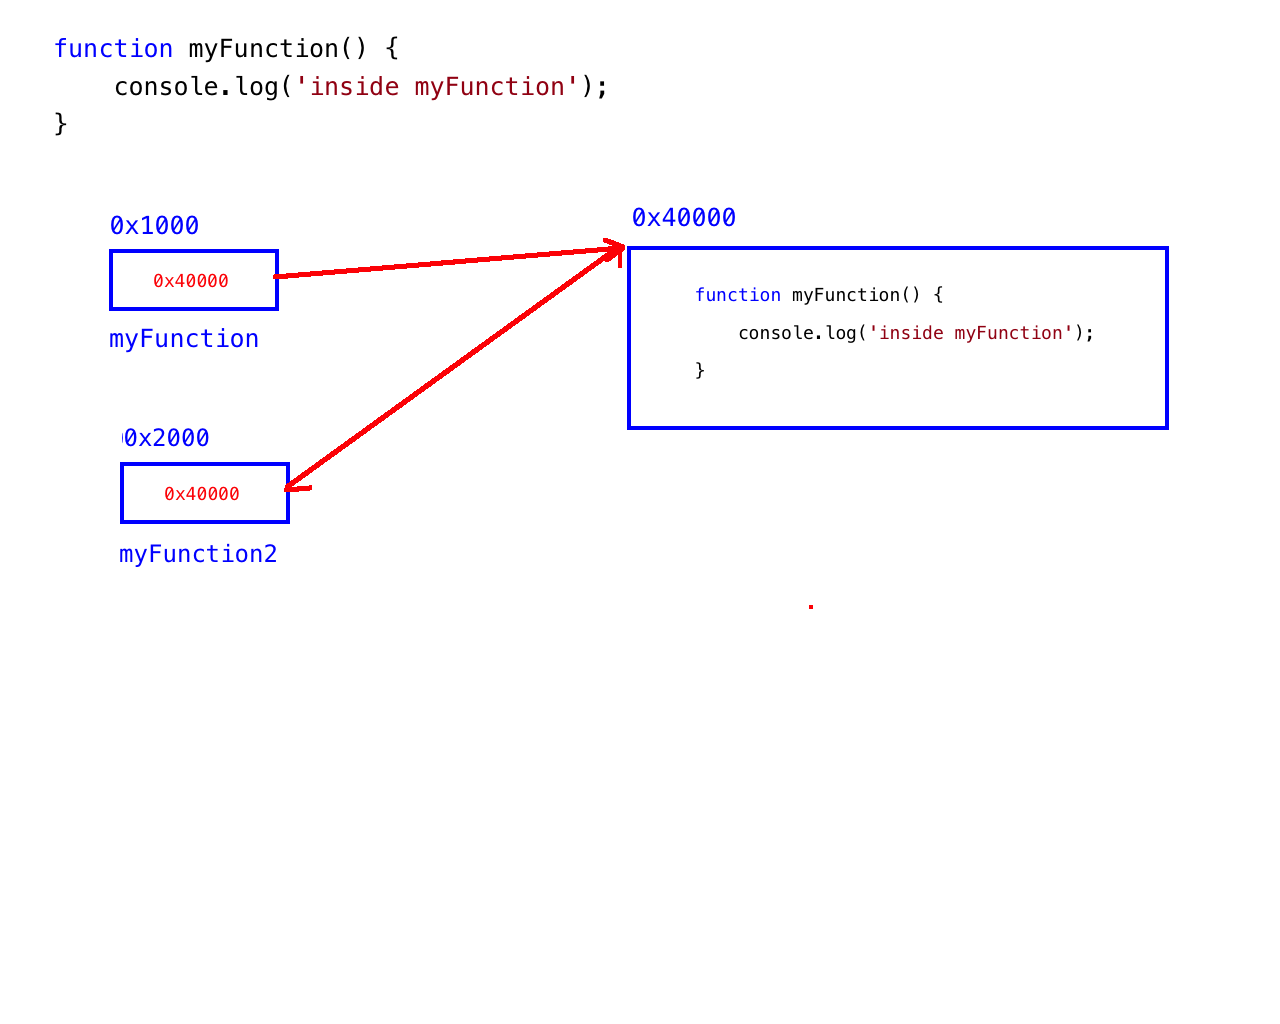 function myFunction() {
    console.log('inside myFunction');
}
0x1000
0x40000
myFunction
0x40000
function myFunction() {
    console.log('inside myFunction');
}
0x2000
0x40000
myFunction2